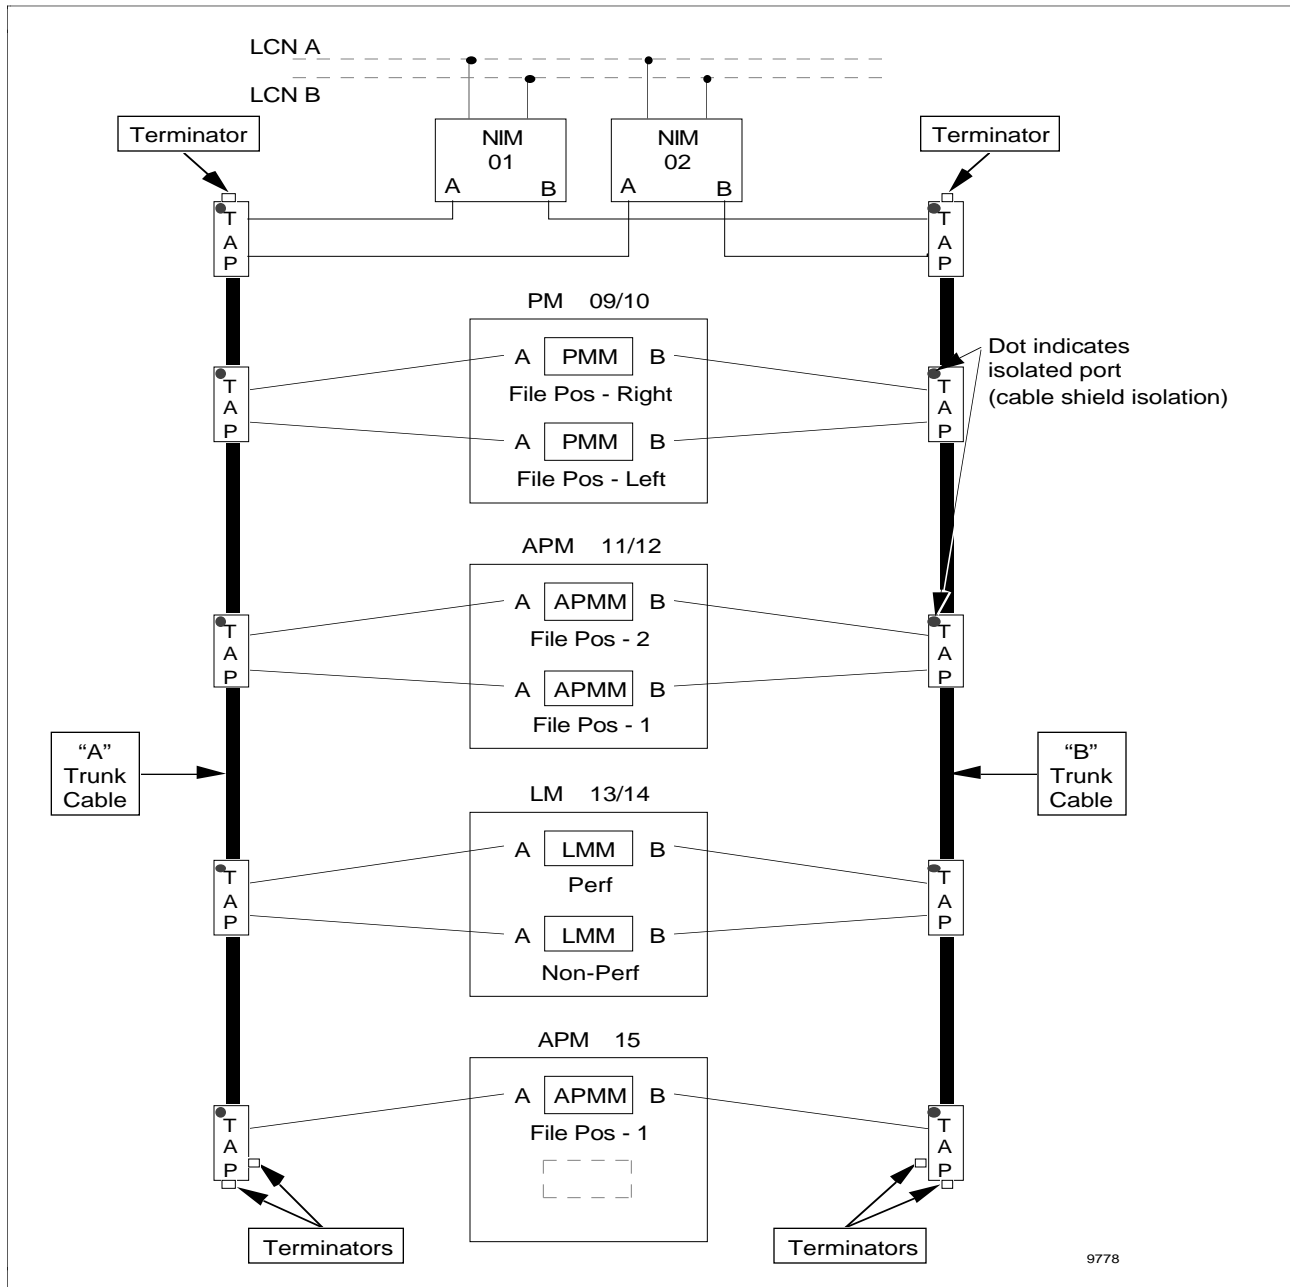 LCN A
LCN B
Terminator
Terminator
NIM
01
A B
NIM
02
A B
T
A
P
T
A
P
PM 09/10
A PMM B
File Pos - Right
A PMM B
File Pos - Left
T
A
P
T
A
P
Dot indicates
isolated port
(cable shield isolation)
APM 11/12
A APMM B
File Pos - 2
A APMM B
File Pos - 1
T
A
P
T
A
P
“A”
Trunk
Cable
“B”
Trunk
Cable
LM 13/14
A LMM B
Perf
A LMM B
Non-Perf
T
A
P
T
A
P
APM 15
A APMM B
File Pos - 1
T
A
P
T
A
P
Terminators
Terminators
9778